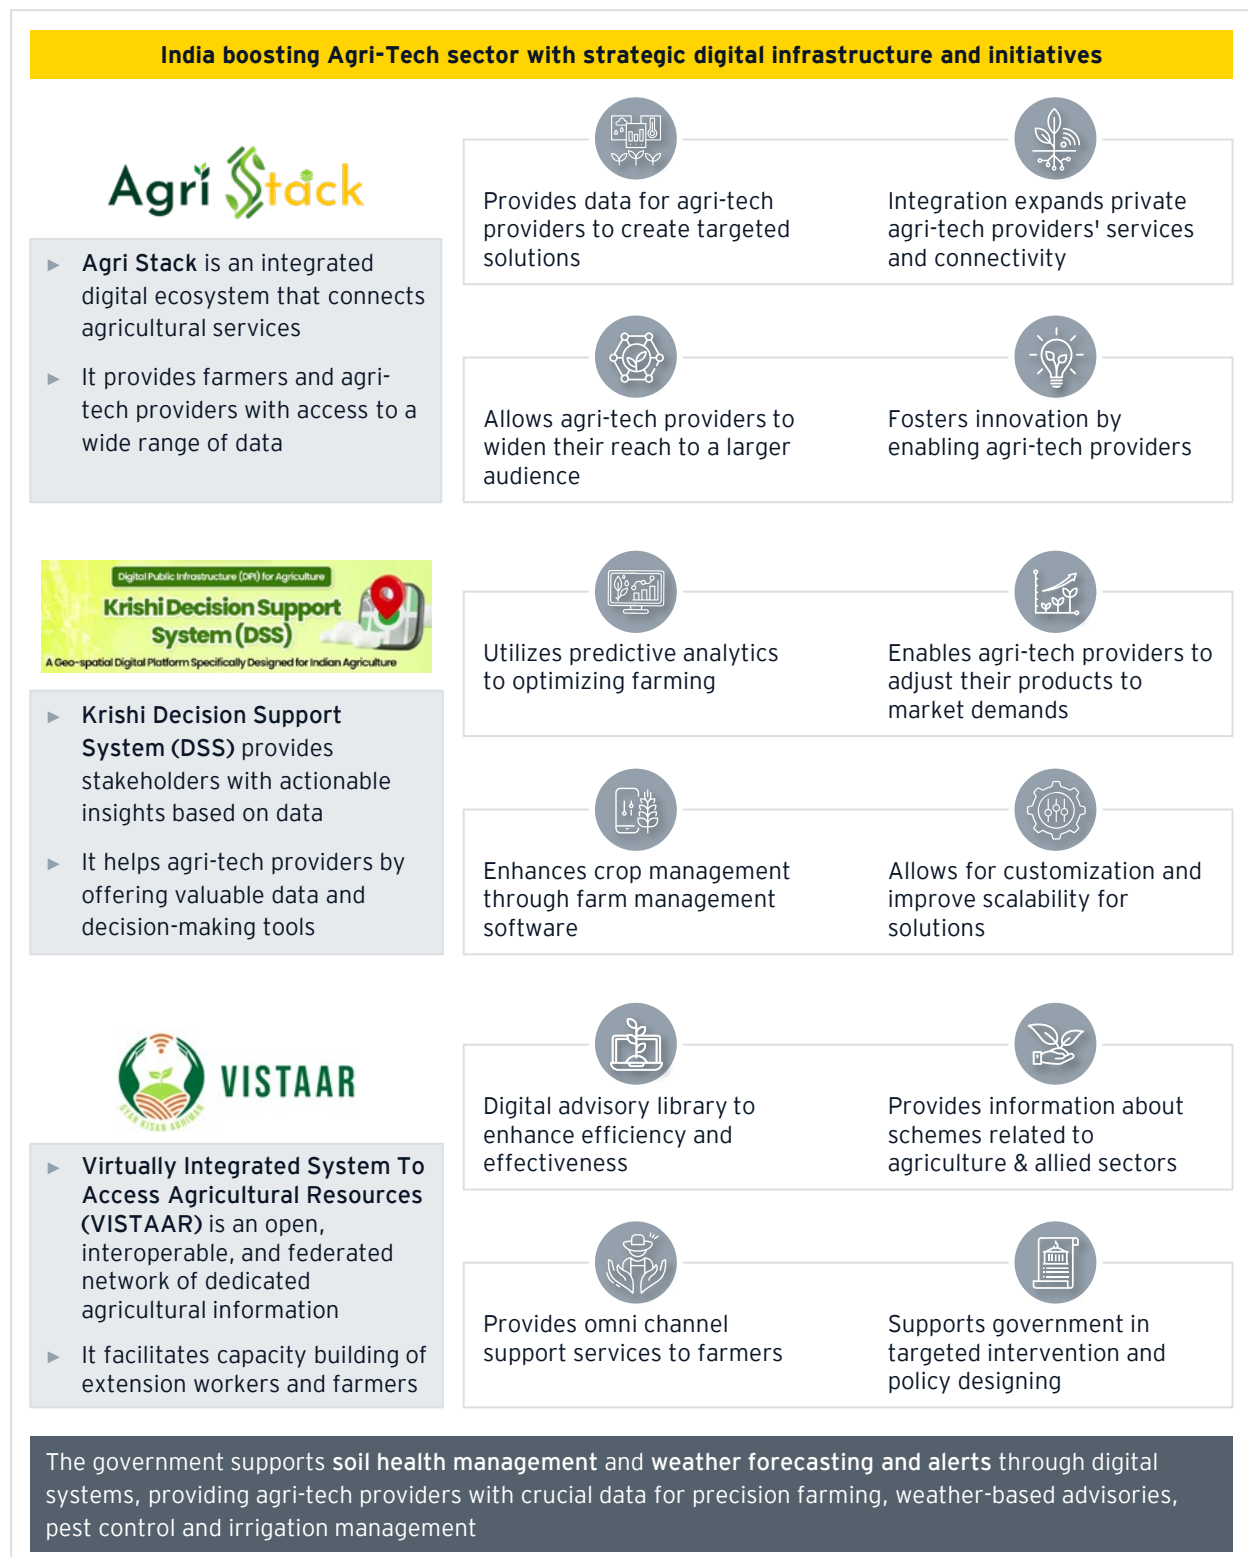 India boosting Agri-Tech sector with strategic digital infrastructure and initiatives
Agri Stack
► Agri Stack is an integrated
digital ecosystem that connects
agricultural services
► It provides farmers and agri-
tech providers with access to a
wide range of data
Provides data for agri-tech
providers to create targeted
solutions
Integration expands private
agri-tech providers' services
and connectivity
Allows agri-tech providers to
widen their reach to a larger
audience
Fosters innovation by
enabling agri-tech providers
Digital Public Infrastructure (DPI) for Agriculture
Krishi Decision Support
System (DSS)
A Geo-spatial Digital Platform Specifically Designed for Indian Agriculture
► Krishi Decision Support
System (DSS) provides
stakeholders with actionable
insights based on data
► It helps agri-tech providers by
offering valuable data and
decision-making tools
Utilizes predictive analytics
to optimizing farming
Enables agri-tech providers to
adjust their products to
market demands
Enhances crop management
through farm management
software
Allows for customization and
improve scalability for
solutions
VISTAAR
GYAN KISAN ABHIMAN
► Virtually Integrated System To
Access Agricultural Resources
(VISTAAR) is an open,
interoperable, and federated
network of dedicated
agricultural information
► It facilitates capacity building of
extension workers and farmers
Digital advisory library to
enhance efficiency and
effectiveness
Provides information about
schemes related to
agriculture & allied sectors
Provides omni channel
support services to farmers
Supports government in
targeted intervention and
policy designing
The government supports soil health management and weather forecasting and alerts through digital
systems, providing agri-tech providers with crucial data for precision farming, weather-based advisories,
pest control and irrigation management